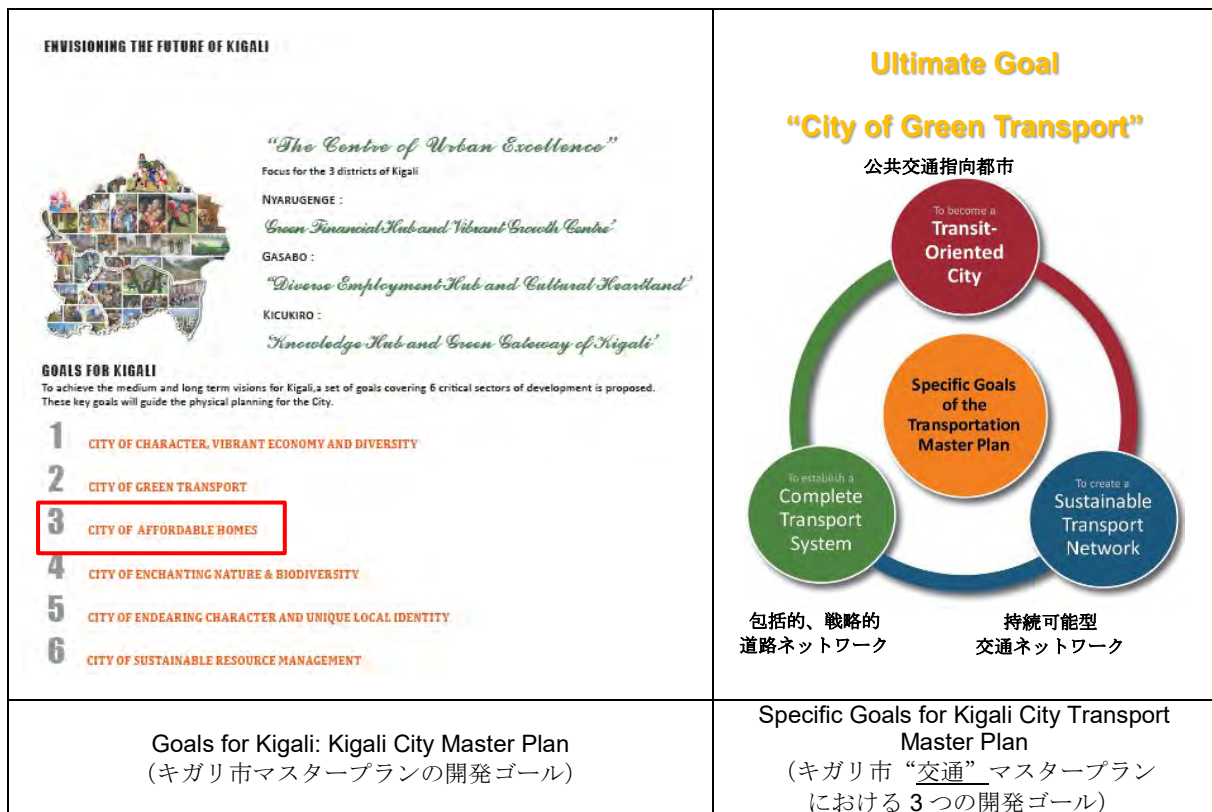 ENVISIONING THE FUTURE OF KIGALI
"The Centre of Urban Excellence"
Focus for the 3 districts of Kigali
NYARUGENGE :
Green Financial Hub and Vibrant Growth Centre'
GASABO :
"Diverse Employment Hub and Cultural Heartland'
KICUKIRO :
'Knowledge Hub and Green Gateway of Kigali'
GOALS FOR KIGALI
To achieve the medium and long term visions for Kigali,a set of goals covering 6 critical sectors of development is proposed.
These key goals will guide the physical planning for the City.
1 CITY OF CHARACTER, VIBRANT ECONOMY AND DIVERSITY
2 CITY OF GREEN TRANSPORT
3 CITY OF AFFORDABLE HOMES
4 CITY OF ENCHANTING NATURE & BIODIVERSITY
5 CITY OF ENDEARING CHARACTER AND UNIQUE LOCAL IDENTITY
6 CITY OF SUSTAINABLE RESOURCE MANAGEMENT
Ultimate Goal
“City of Green Transport”
公共交通指向都市
To become a
Transit-
Oriented
City
Specific Goals
of the
Transportation
Master Plan
To establish a
Complete
Transport
System
To create a
Sustainable
Transport
Network
包括的、戦略的
道路ネットワーク
持続可能型
交通ネットワーク
Goals for Kigali: Kigali City Master Plan
（キガリ市マスタープランの開発ゴール）
Specific Goals for Kigali City Transport
Master Plan
（キガリ市“交通”マスタープラン
における 3 つの開発ゴール）